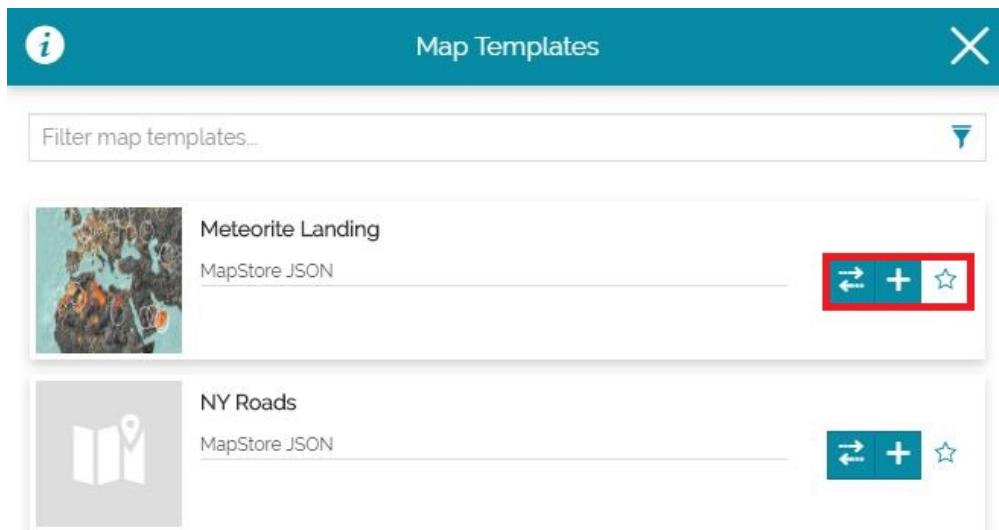 Map Templates
Filter map templates...
Meteorite Landing
MapStore JSON
NY Roads
MapStore JSON